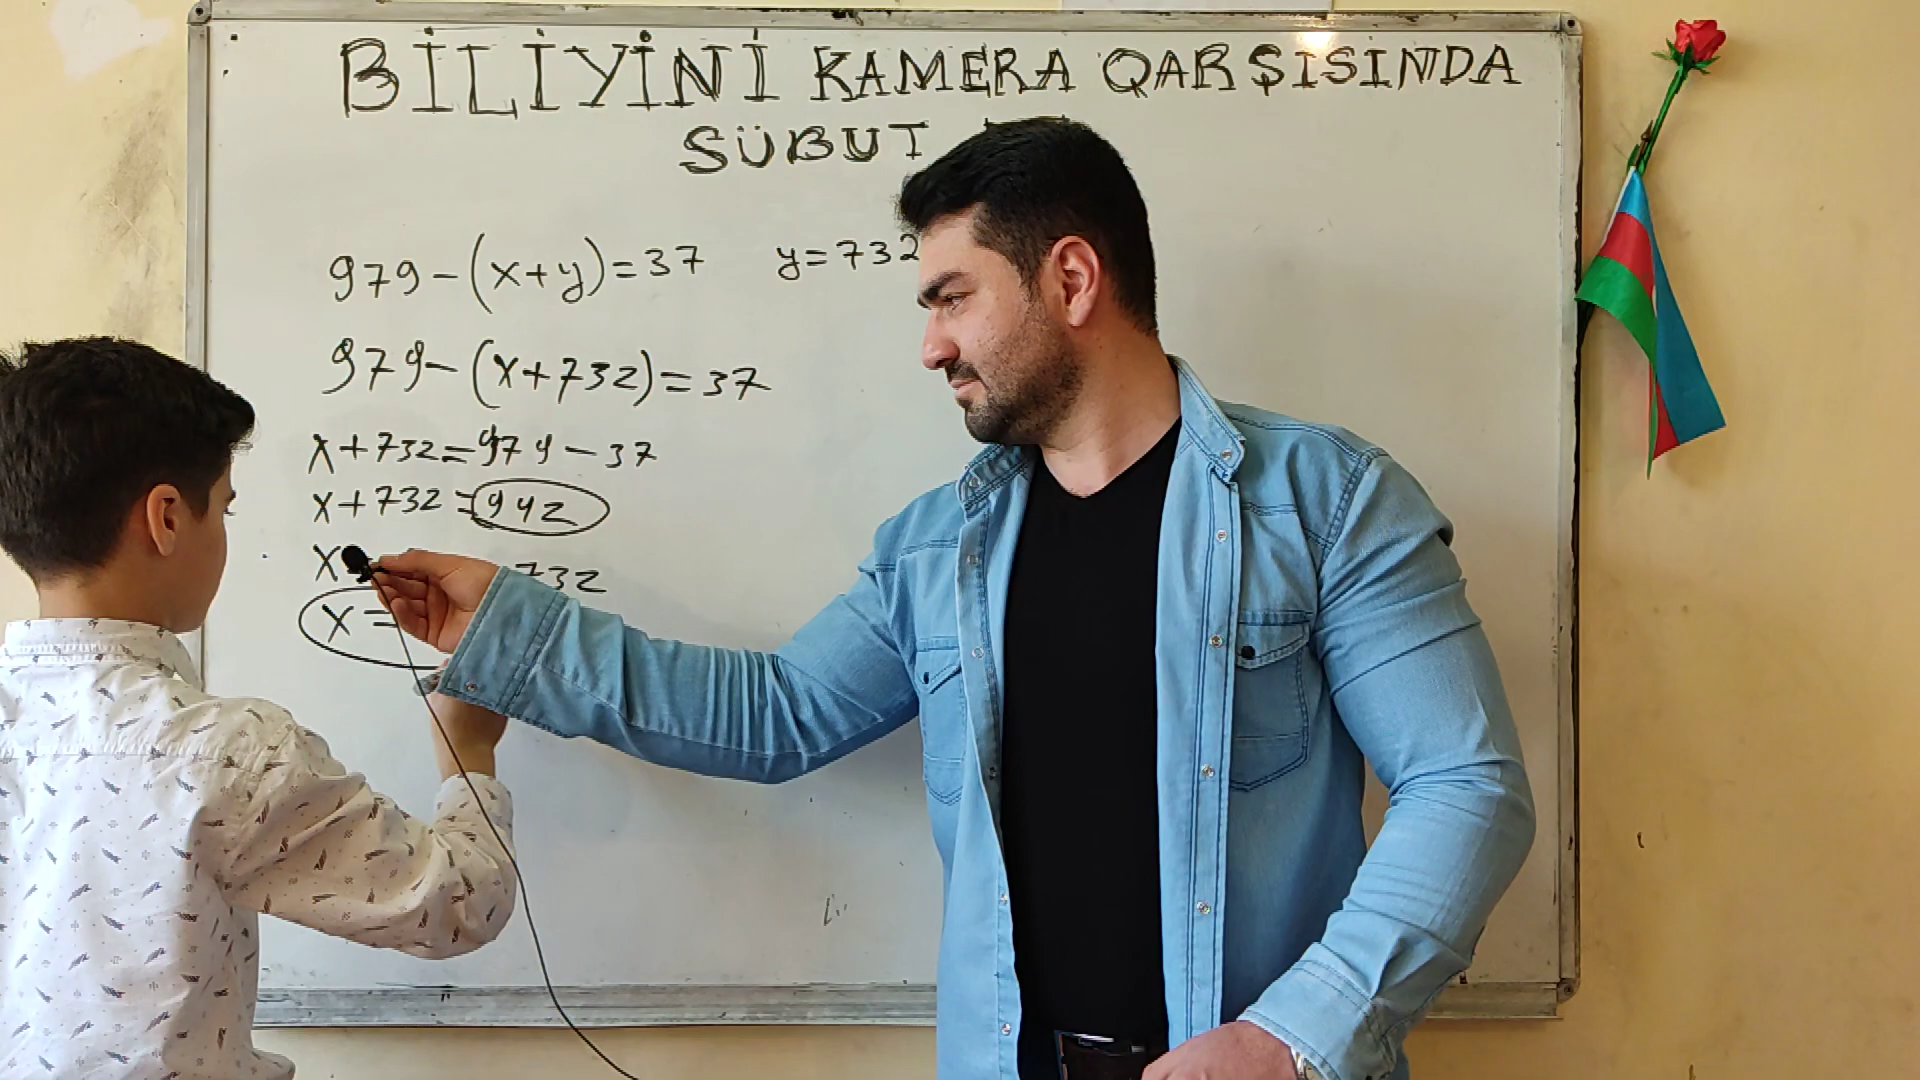 BİLİYİNİ KAMERA QARŞISINDA
SÜBUT
979-(x+y)=37 y=732
979-(x+732)=37
x+732=979-37
x+732=942
x 732
x=